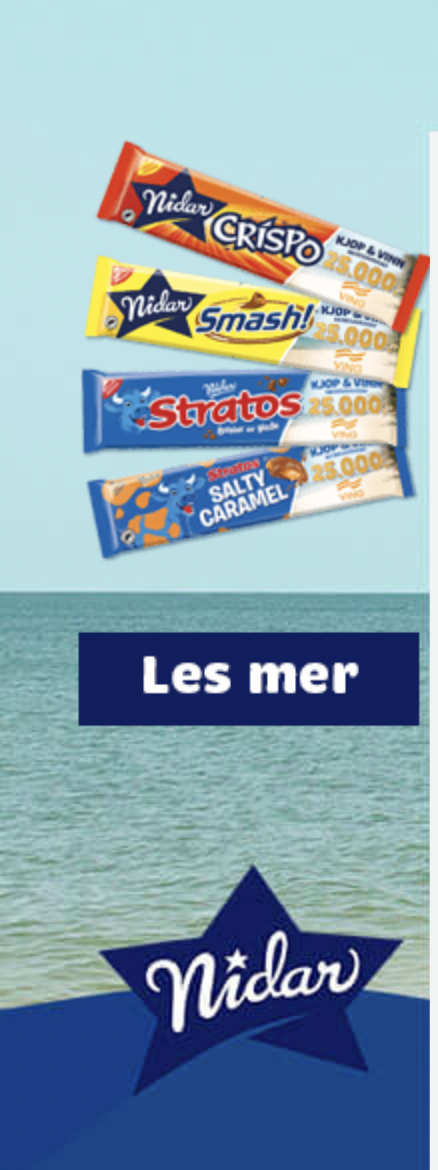 Nidar
CRISPO
KJØP & VINN
25.000
VING
Nidar
Smash!
KJØP & VINN
25.000
VING
Nidar
Stratos
KJØP & VINN
25.000
VING
Stratos
SALTY
CARAMEL
KJØP & VINN
25.000
VING
Les mer
Nidar